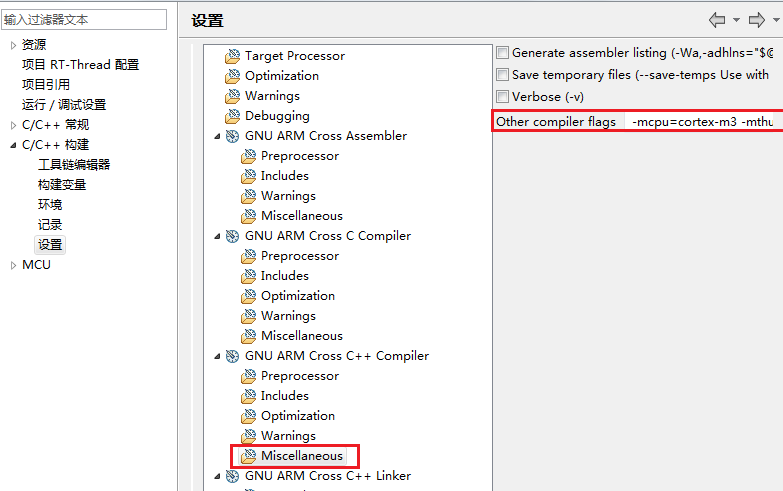 输入过滤器文本
资源
项目 RT-Thread 配置
项目引用
运行 / 调试设置
C/C++ 常规
C/C++ 构建
工具链编辑器
构建变量
环境
记录
设置
MCU
设置
Target Processor
Optimization
Warnings
Debugging
GNU ARM Cross Assembler
Preprocessor
Includes
Warnings
Miscellaneous
GNU ARM Cross C Compiler
Preprocessor
Includes
Optimization
Warnings
Miscellaneous
GNU ARM Cross C++ Compiler
Preprocessor
Includes
Optimization
Warnings
Miscellaneous
GNU ARM Cross C++ Linker
Generate assembler listing (-Wa,-adhlns="$@
Save temporary files (--save-temps Use with
Verbose (-v)
Other compiler flags -mcpu=cortex-m3 -mthu